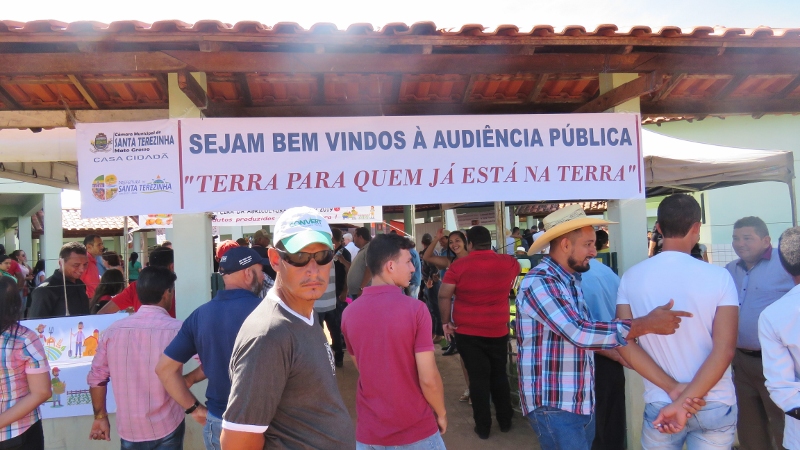 Câmara Municipal de
SANTA TEREZINHA
Mato Grosso
CASA CIDADÃ
SANTA TEREZINHA
SEJAM BEM VINDOS À AUDIÊNCIA PÚBLICA
"TERRA PARA QUEM JÁ ESTÁ NA TERRA"